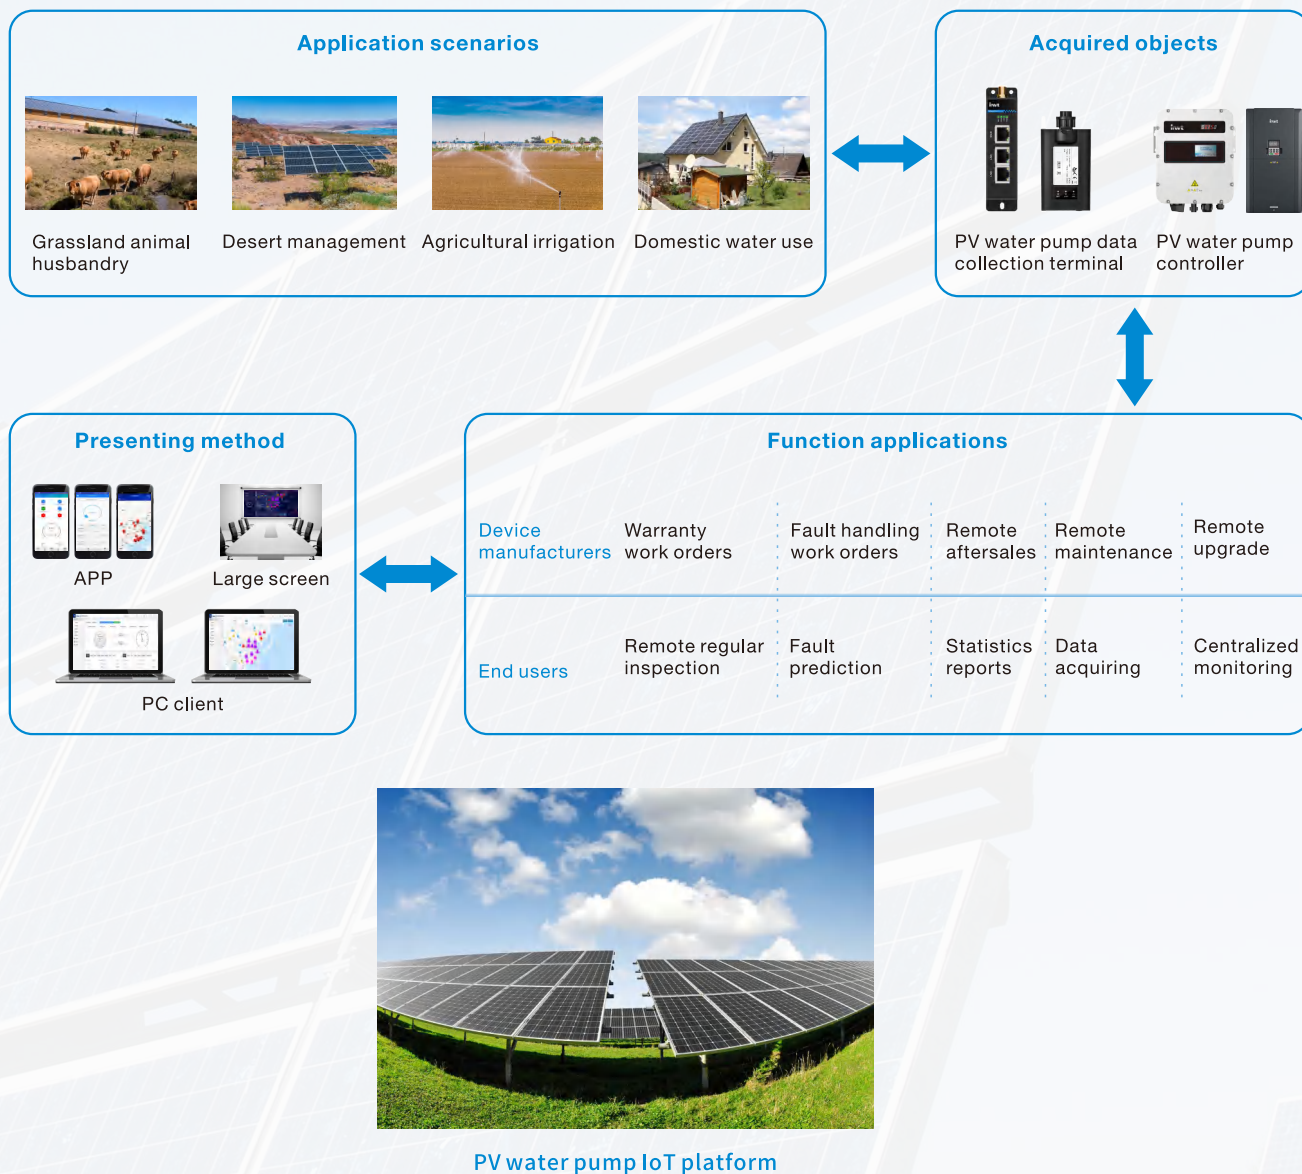 Application scenarios
Grassland animal
husbandry
Desert management
Agricultural irrigation
Domestic water use
Acquired objects
invt
invt
invt
PV water pump data
collection terminal
PV water pump
controller
Presenting method
APP
Large screen
PC client
Function applications
Device
manufacturers
Warranty
work orders
Fault handling
work orders
Remote
aftersales
Remote
maintenance
Remote
upgrade
End users
Remote regular
inspection
Fault
prediction
Statistics
reports
Data
acquiring
Centralized
monitoring
PV water pump IoT platform